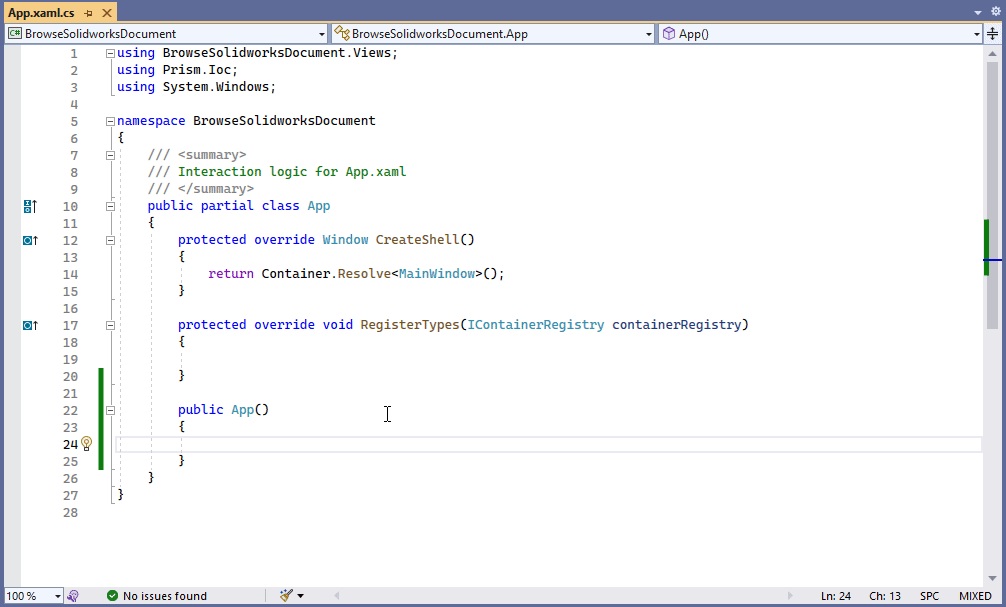 App.xaml.cs
C# BrowseSolidworksDocument BrowseSolidworksDocument.App App()
1 using BrowseSolidworksDocument.Views;
2 using Prism.Ioc;
3 using System.Windows;
4
5 namespace BrowseSolidworksDocument
6 {
7 /// <summary>
8 /// Interaction logic for App.xaml
9 /// </summary>
10 public partial class App
11 {
12 protected override Window CreateShell()
13 {
14 return Container.Resolve<MainWindow>();
15 }
16
17 protected override void RegisterTypes(IContainerRegistry containerRegistry)
18 {
19
20 }
21
22 public App()
23 {
24
25 }
26 }
27 }
28
100 % No issues found Ln: 24 Ch: 13 SPC MIXED